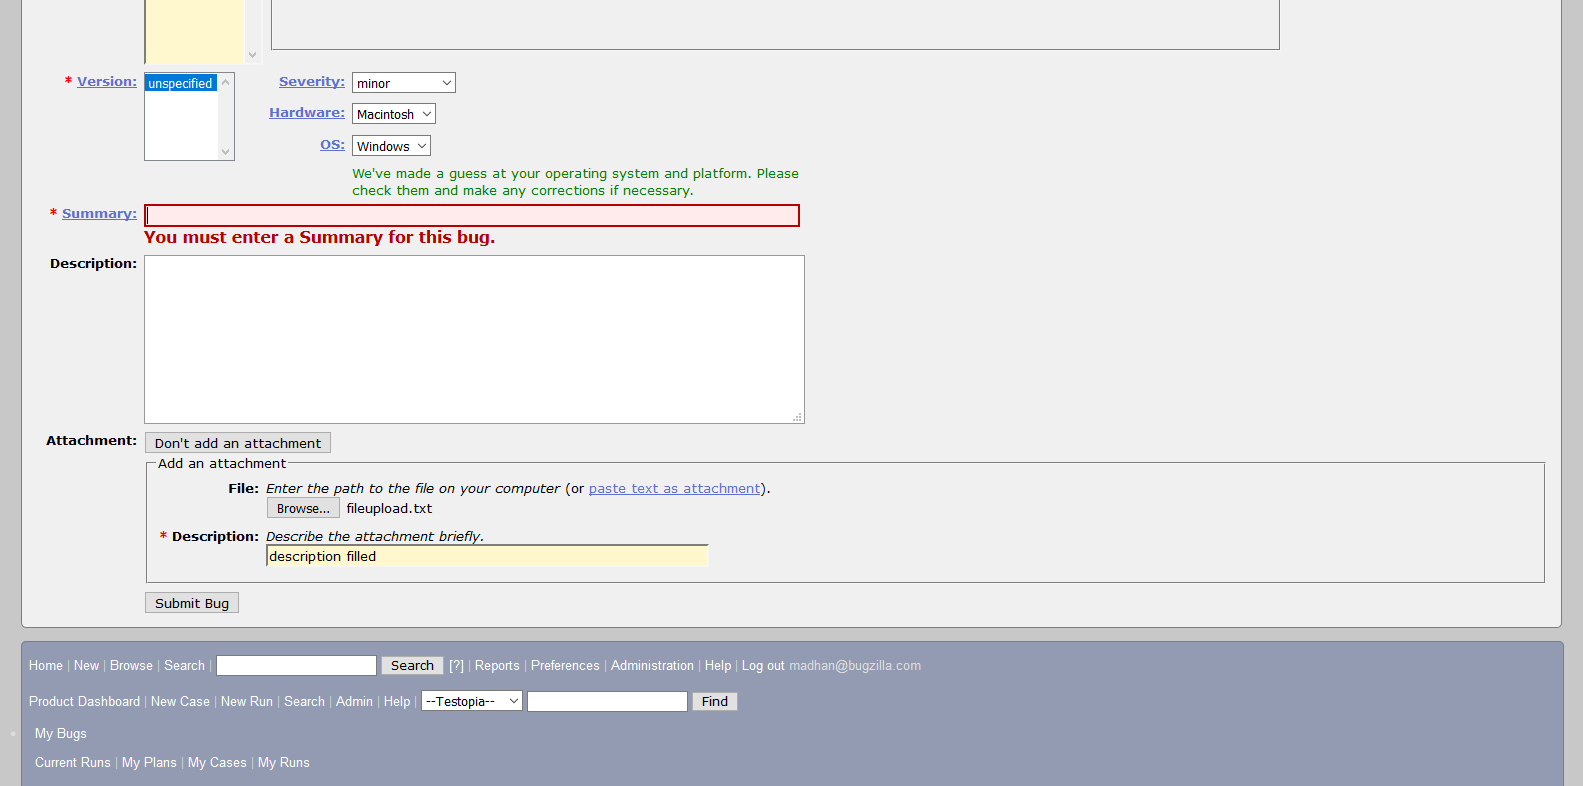 * Version: unspecified Severity: minor
Hardware: Macintosh
OS: Windows
We've made a guess at your operating system and platform. Please
check them and make any corrections if necessary.
* Summary:
You must enter a Summary for this bug.
Description:
Attachment: Don't add an attachment
Add an attachment
File: Enter the path to the file on your computer (or paste text as attachment).
Browse... fileupload.txt
* Description: Describe the attachment briefly.
description filled
Submit Bug
Home | New | Browse | Search | Search [?] | Reports | Preferences | Administration | Help | Log out madhan@bugzilla.com
Product Dashboard | New Case | New Run | Search | Admin | Help | --Testopia-- Find
My Bugs
Current Runs | My Plans | My Cases | My Runs